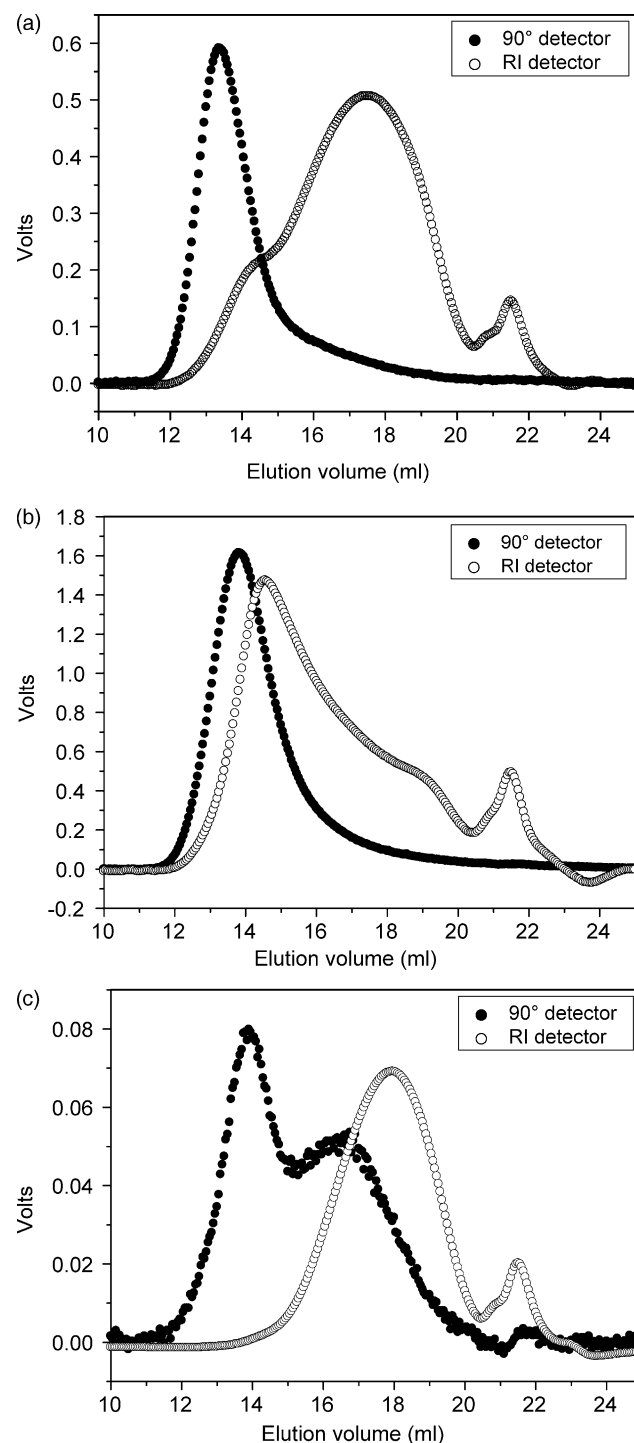 (a)
90° detector
RI detector
0.6
0.5
0.4
0.3
0.2
0.1
0.0
Volts
10 12 14 16 18 20 22 24
Elution volume (ml)
(b)
90° detector
RI detector
1.8
1.6
1.4
1.2
1.0
0.8
0.6
0.4
0.2
0.0
-0.2
Volts
10 12 14 16 18 20 22 24
Elution volume (ml)
(c)
90° detector
RI detector
0.08
0.06
0.04
0.02
0.00
Volts
10 12 14 16 18 20 22 24
Elution volume (ml)